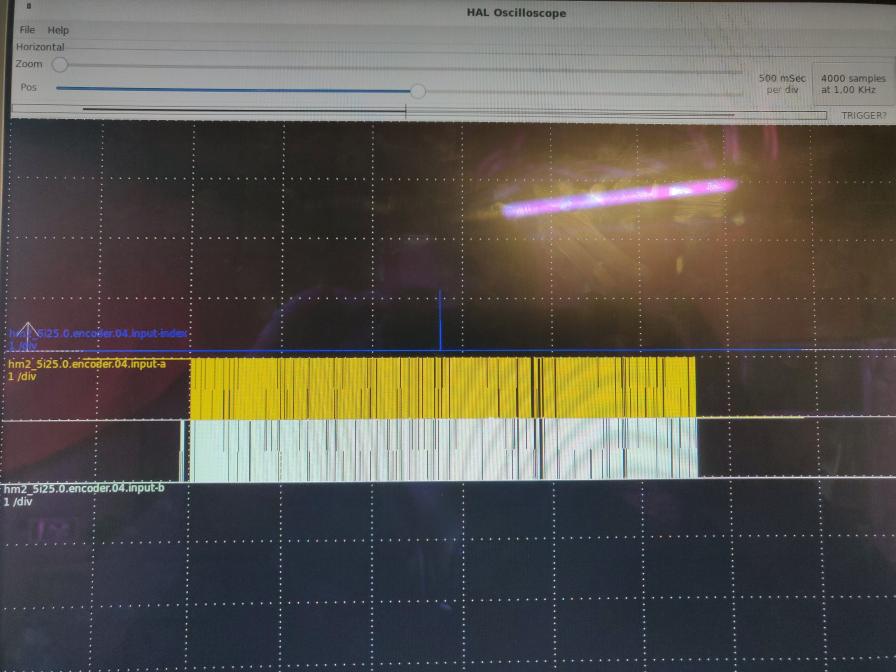 HAL Oscilloscope
File Help
Horizontal
Zoom
Pos
500 mSec
per div
4000 samples
at 1.00 KHz
TRIGGER?
hm2_5i25.0.encoder.04.input-index
1 /div
hm2_5i25.0.encoder.04.input-a
1 /div
hm2_5i25.0.encoder.04.input-b
1 /div